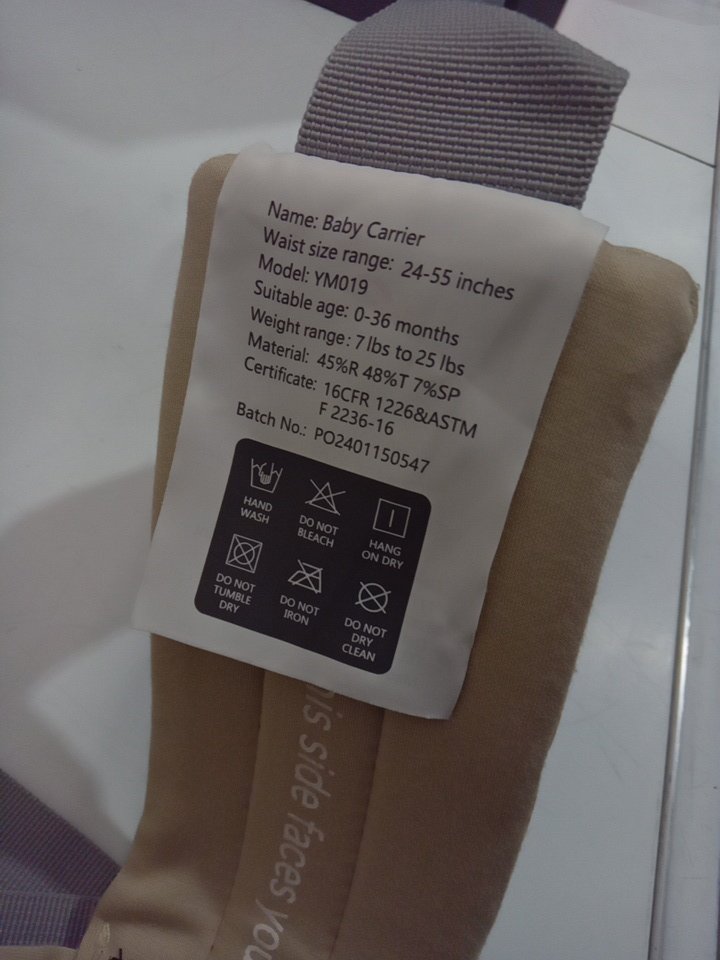 Name: Baby Carrier
Waist size range: 24-55 inches
Model: YM019
Suitable age: 0-36 months
Weight range: 7 lbs to 25 lbs
Material: 45%R 48%T 7%SP
Certificate: 16CFR 1226&ASTM
F 2236-16
Batch No.: PO2401150547
HAND
WASH
DO NOT
BLEACH
HANG
ON DRY
DO NOT
TUMBLE
DRY
DO NOT
IRON
DO NOT
DRY
CLEAN
his side faces you